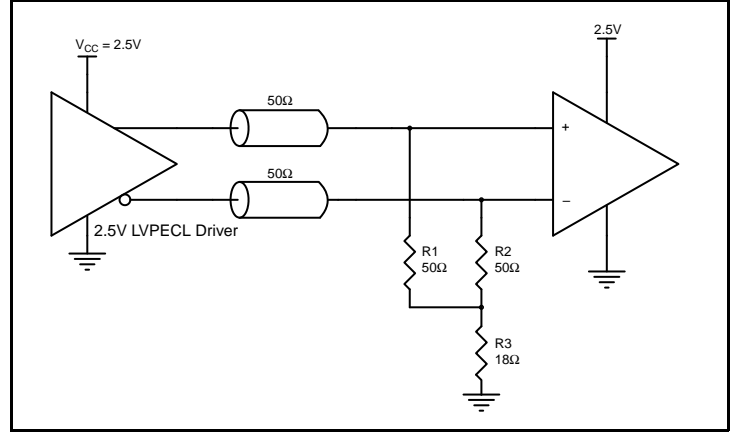 2.5V
V_CC = 2.5V
50Ω
+
50Ω
−
2.5V LVPECL Driver
R1
50Ω
R2
50Ω
R3
18Ω